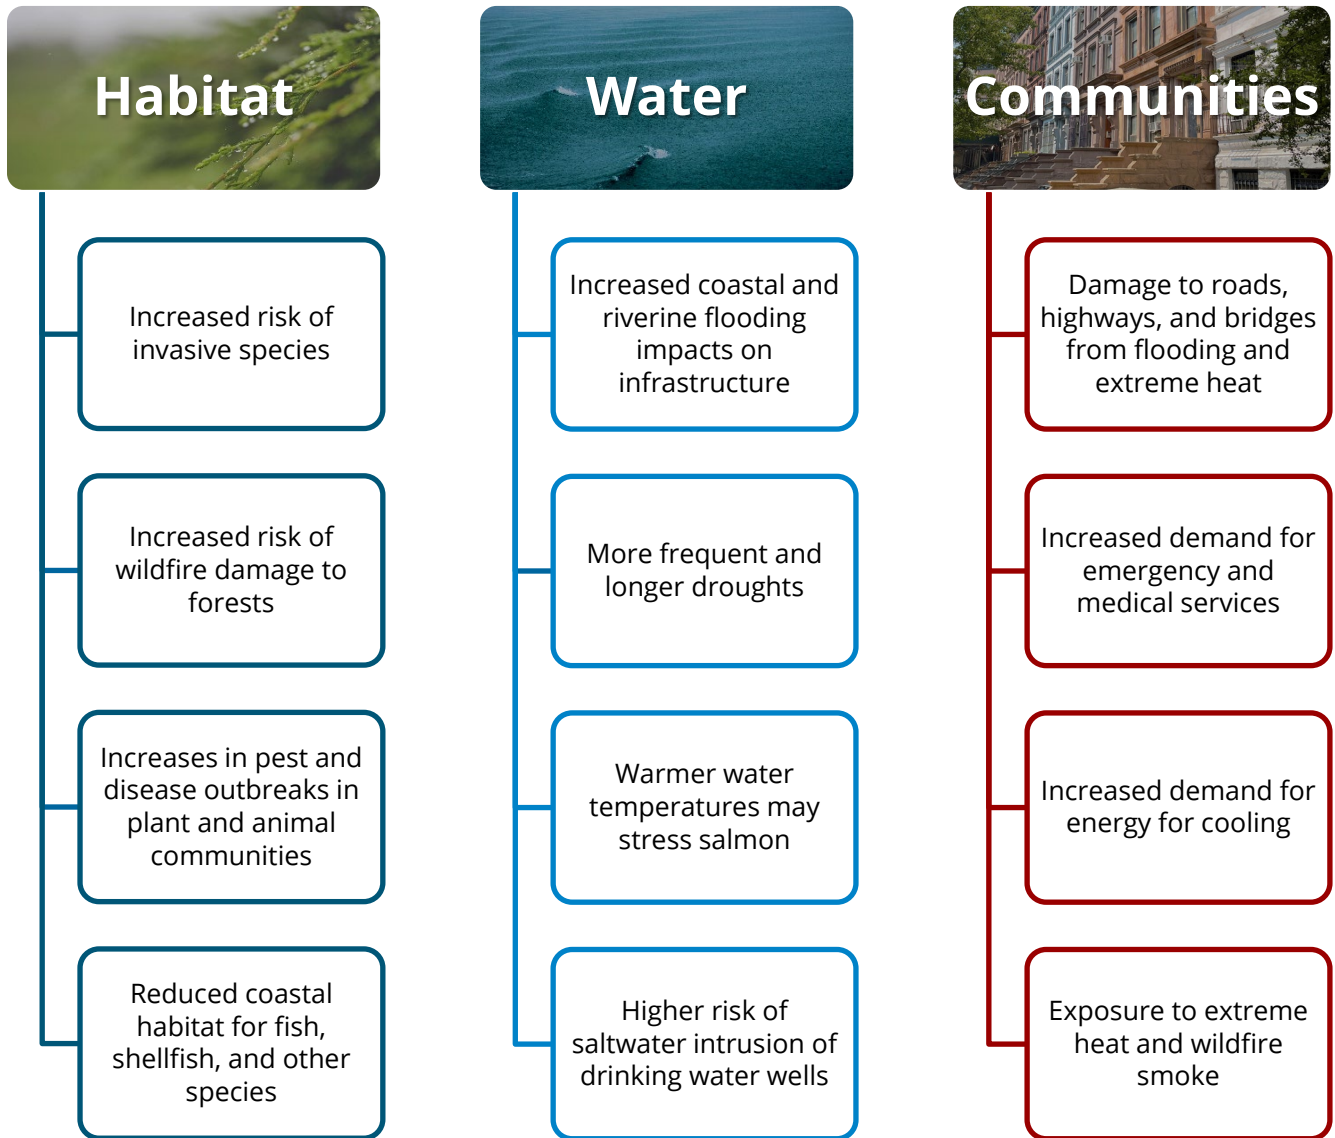 Habitat
Increased risk of
invasive species
Increased risk of
wildfire damage to
forests
Increases in pest and
disease outbreaks in
plant and animal
communities
Reduced coastal
habitat for fish,
shellfish, and other
species
Water
Increased coastal and
riverine flooding
impacts on
infrastructure
More frequent and
longer droughts
Warmer water
temperatures may
stress salmon
Higher risk of
saltwater intrusion of
drinking water wells
Communities
Damage to roads,
highways, and bridges
from flooding and
extreme heat
Increased demand for
emergency and
medical services
Increased demand for
energy for cooling
Exposure to extreme
heat and wildfire
smoke